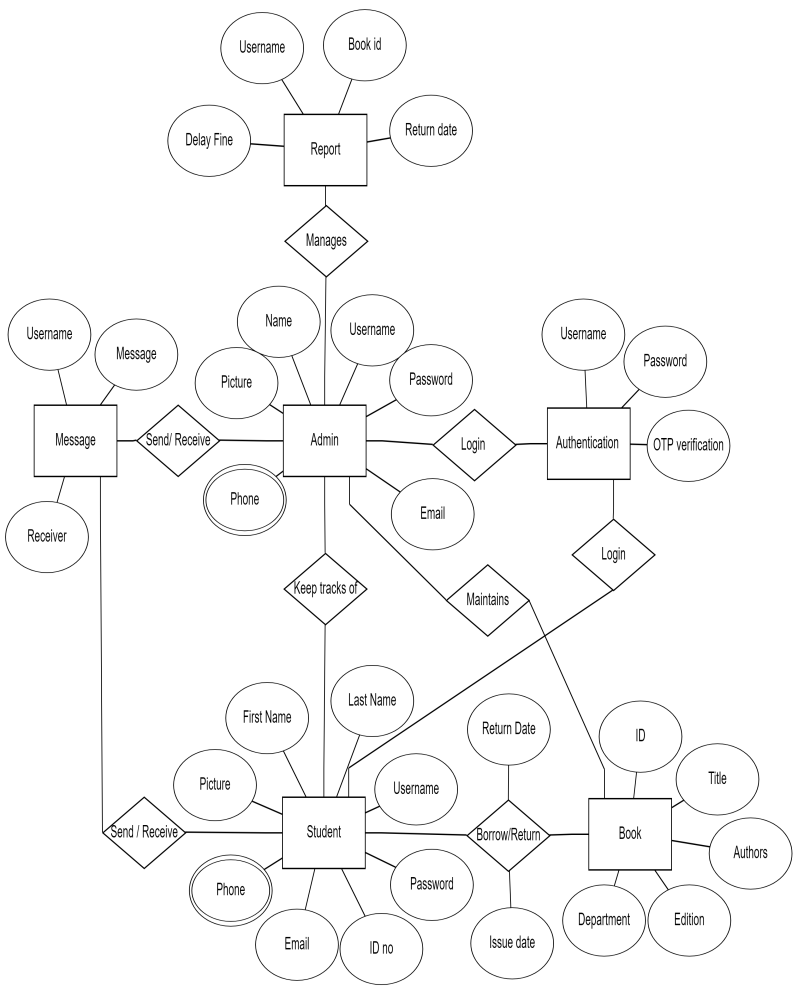 Username
Book id
Delay Fine
Return date
Report
Manages
Name
Username
Username
Message
Username
Password
Picture
Password
Message
Send/ Receive
Admin
Login
Authentication
OTP verification
Phone
Email
Receiver
Login
Keep tracks of
Maintains
First Name
Last Name
Return Date
ID
Picture
Username
Title
Send / Receive
Student
Borrow/Return
Book
Authors
Phone
Password
Department
Edition
Email
ID no
Issue date